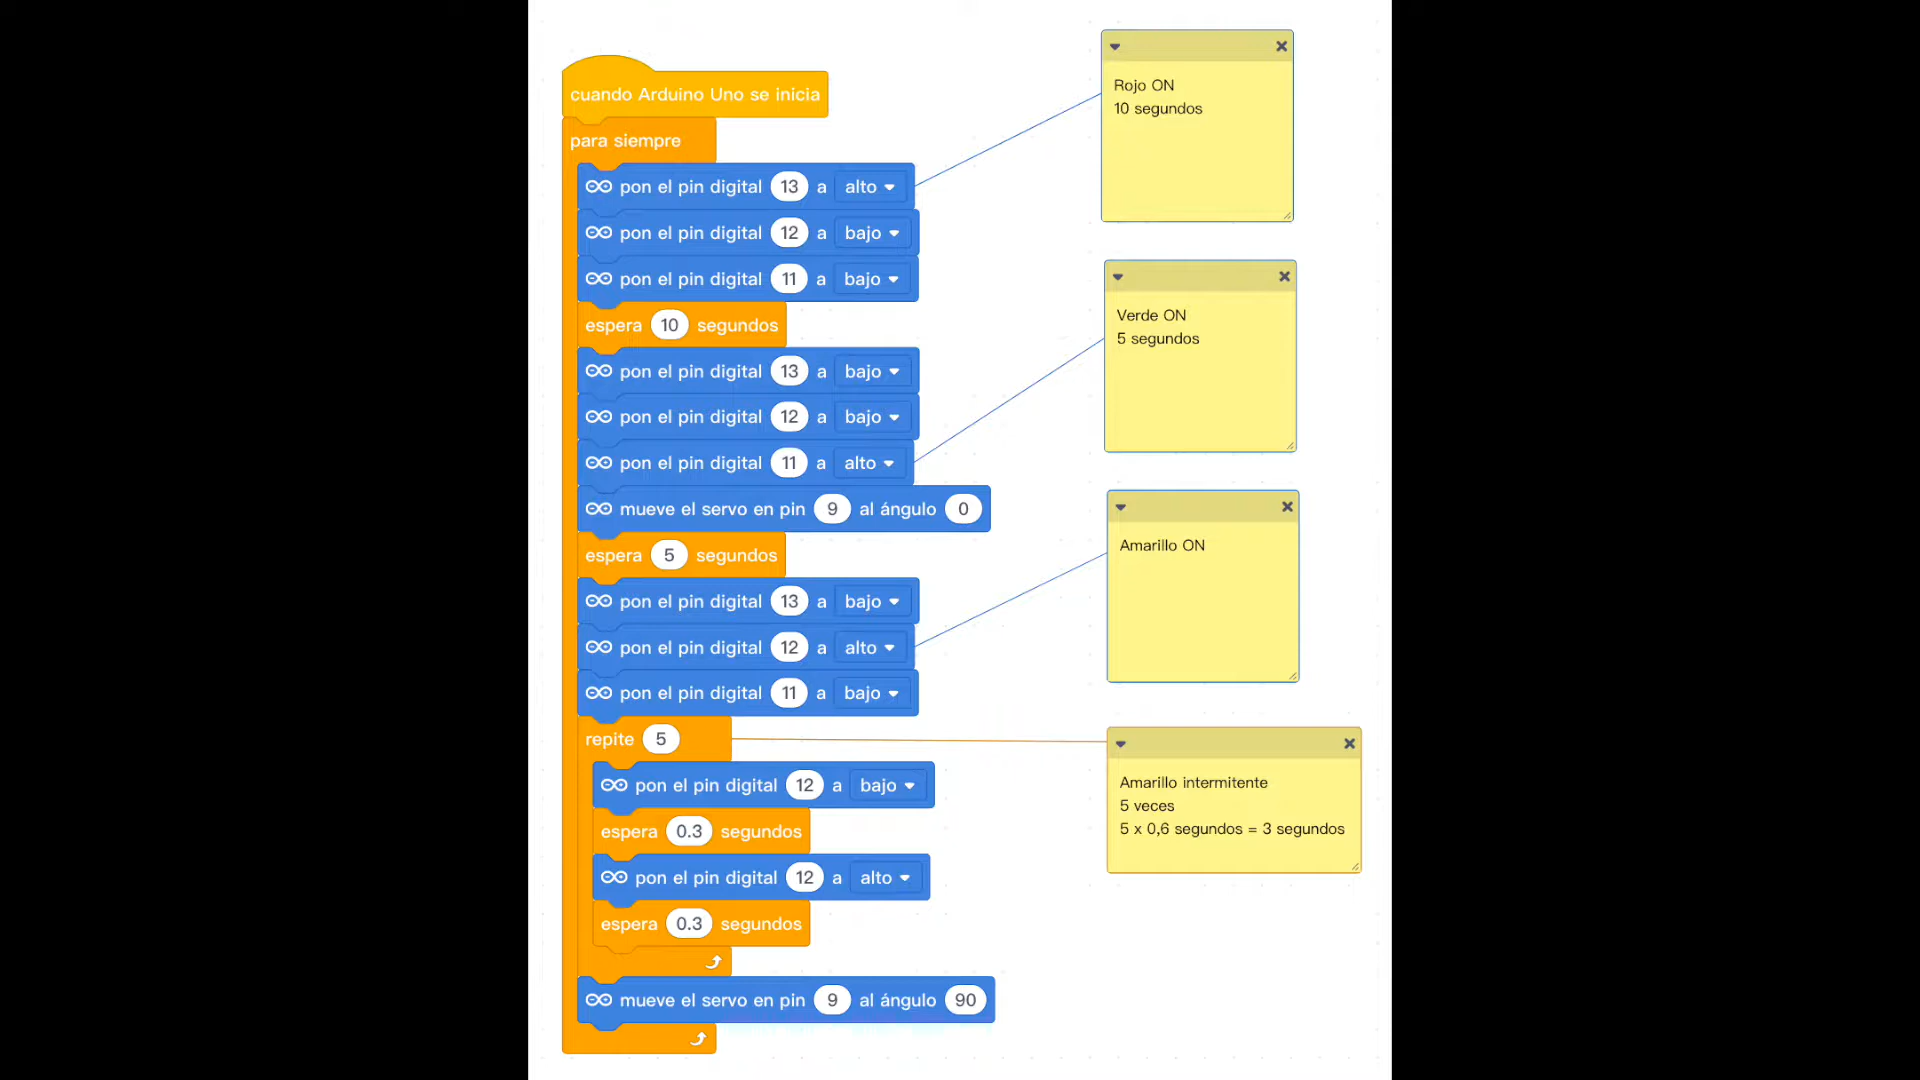 cuando Arduino Uno se inicia
para siempre
pon el pin digital 13 a alto
pon el pin digital 12 a bajo
pon el pin digital 11 a bajo
espera 10 segundos
pon el pin digital 13 a bajo
pon el pin digital 12 a bajo
pon el pin digital 11 a alto
mueve el servo en pin 9 al ángulo 0
espera 5 segundos
pon el pin digital 13 a bajo
pon el pin digital 12 a alto
pon el pin digital 11 a bajo
repite 5
pon el pin digital 12 a bajo
espera 0.3 segundos
pon el pin digital 12 a alto
espera 0.3 segundos
mueve el servo en pin 9 al ángulo 90
Rojo ON
10 segundos
Verde ON
5 segundos
Amarillo ON
Amarillo intermitente
5 veces
5 x 0,6 segundos = 3 segundos